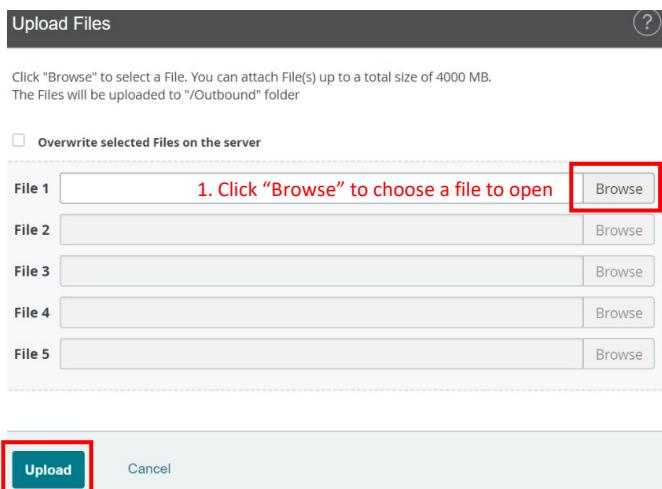 Upload Files
?
Click "Browse" to select a File. You can attach File(s) up to a total size of 4000 MB.
The Files will be uploaded to "/Outbound" folder
Overwrite selected Files on the server
File 1 1. Click “Browse” to choose a file to open Browse
File 2 Browse
File 3 Browse
File 4 Browse
File 5 Browse
Upload Cancel